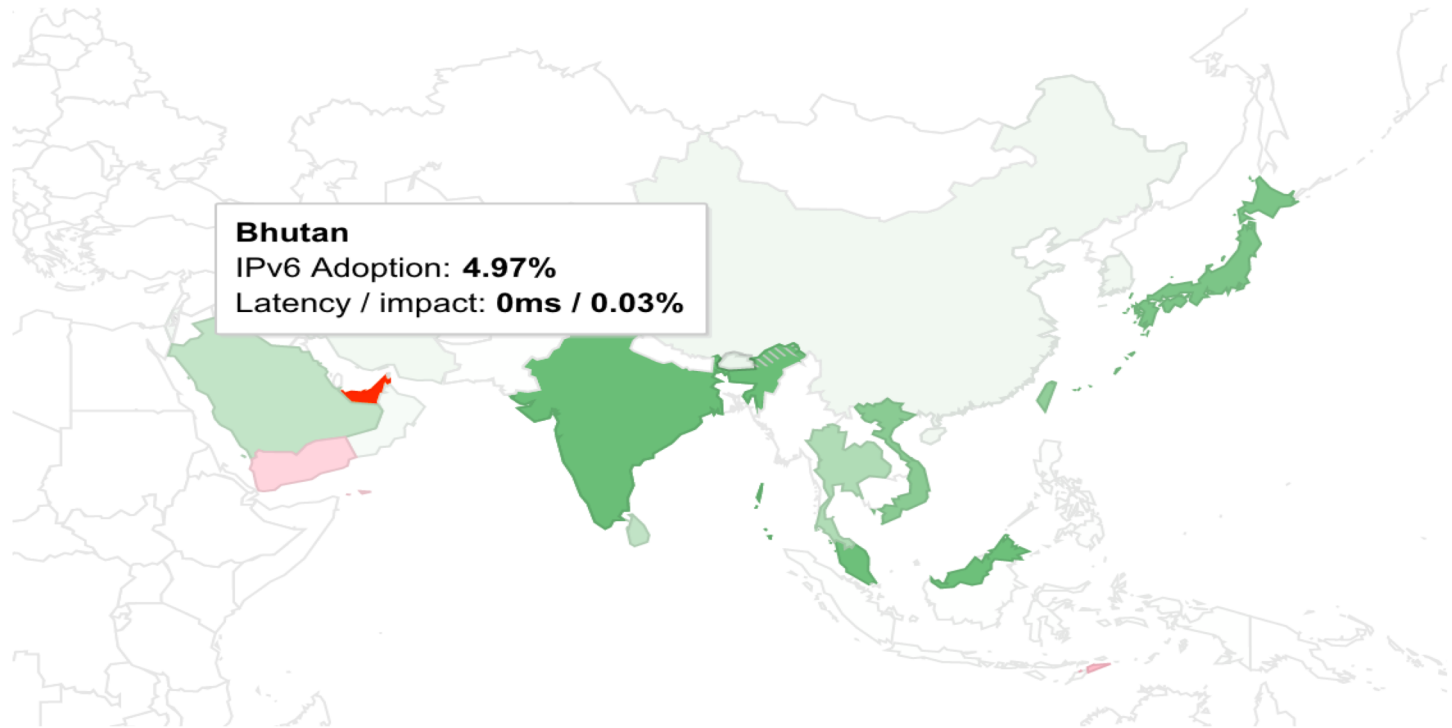 Bhutan
IPv6 Adoption: 4.97%
Latency / impact: 0ms / 0.03%